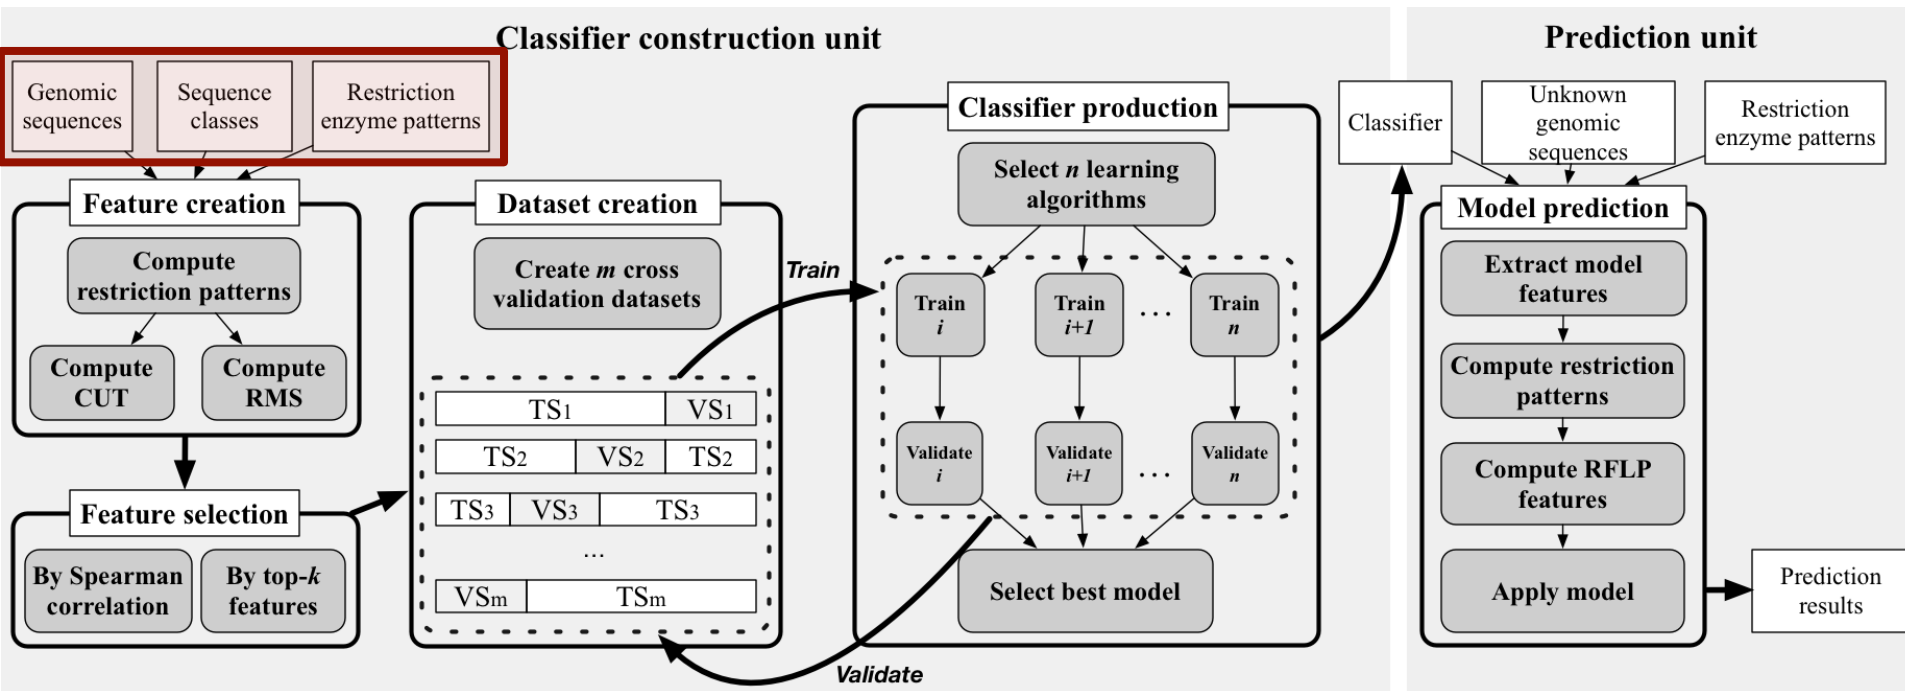 Classifier construction unit
Genomic
sequences
Sequence
classes
Restriction
enzyme patterns
Feature creation
Compute
restriction patterns
Compute
CUT
Compute
RMS
Feature selection
By Spearman
correlation
By top-k
features
Dataset creation
Create m cross
validation datasets
TS1 VS1
TS2 VS2 TS2
TS3 VS3 TS3
...
VSm TSm
Train
Validate
Classifier production
Select n learning
algorithms
Train
i
Train
i+1
...
Train
n
Validate
i
Validate
i+1
...
Validate
n
Select best model
Prediction unit
Classifier
Unknown
genomic
sequences
Restriction
enzyme patterns
Model prediction
Extract model
features
Compute restriction
patterns
Compute RFLP
features
Apply model
Prediction
results